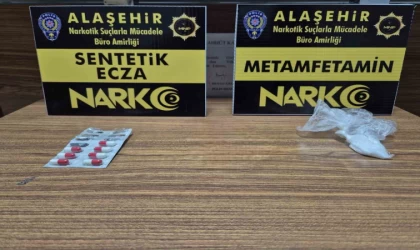 ALAŞEHİR
Narkotik Suçlarla Mücadele
Büro Amirliği
SENTETİK
ECZA
NARKO
ALAŞEHİR
Narkotik Suçlarla Mücadele
Büro Amirliği
METAMFETAMİN
NARKO